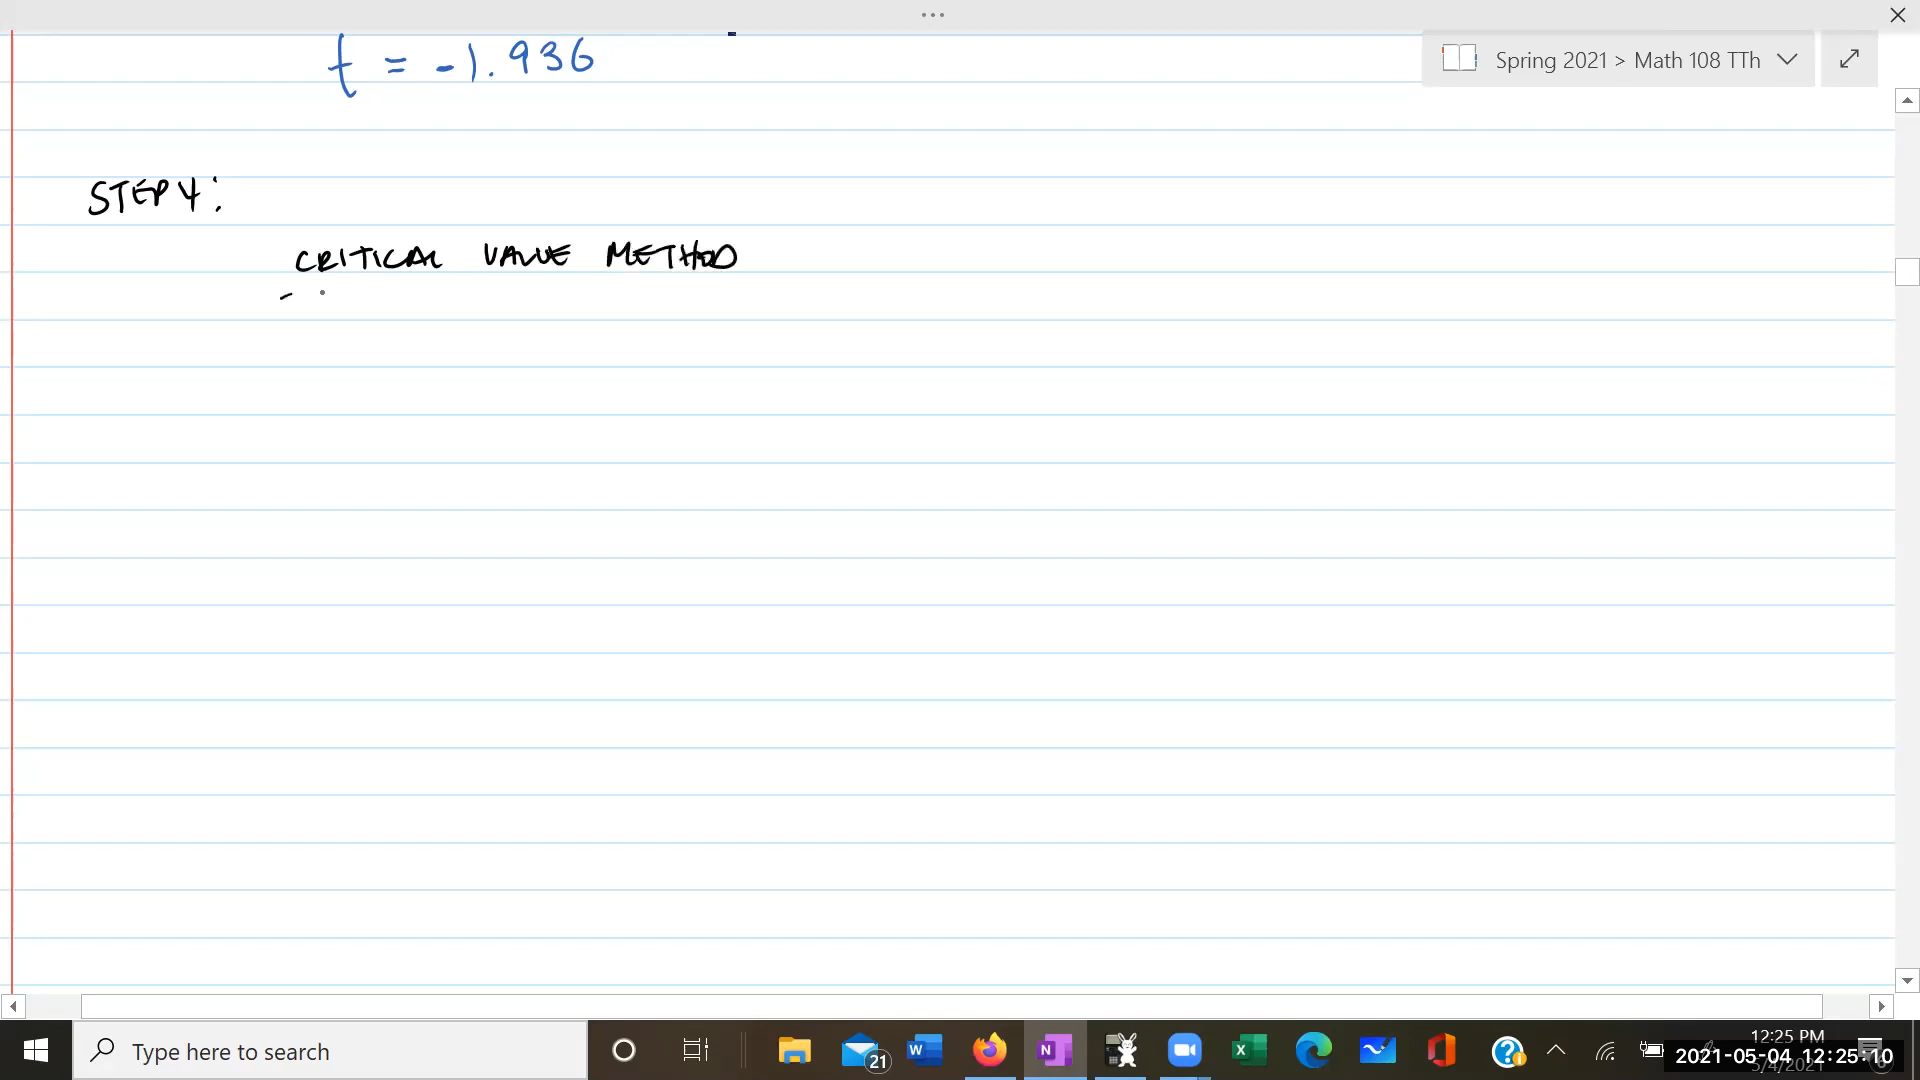 t = -1.936
Spring 2021 > Math 108 TTh
STEP 4:
CRITICAL VALUE METHOD
-
Type here to search
21
12:25 PM
2021-05-04 12:25:10